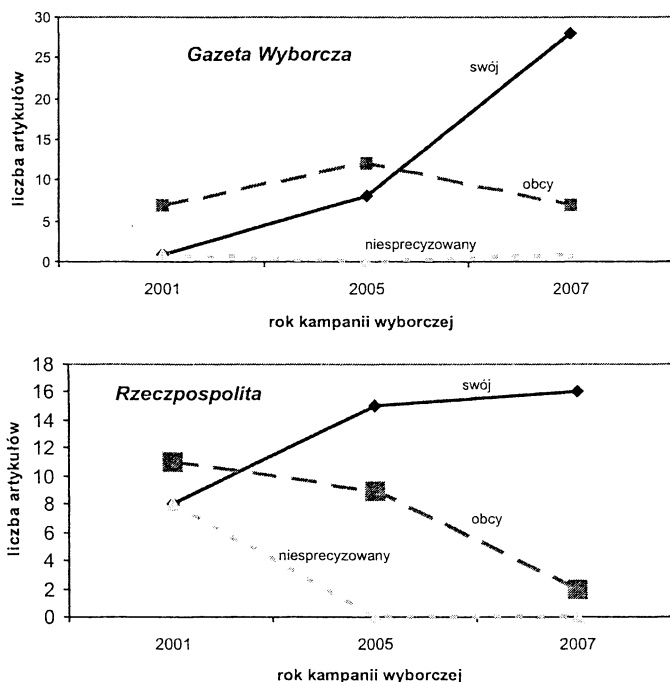 Gazeta Wyborcza
liczba artykułów
30
25
20
15
10
5
0
swój
obcy
niesprecyzowany
2001 2005 2007
rok kampanii wyborczej
Rzeczpospolita
liczba artykułów
18
16
14
12
10
8
6
4
2
0
swój
obcy
niesprecyzowany
2001 2005 2007
rok kampanii wyborczej